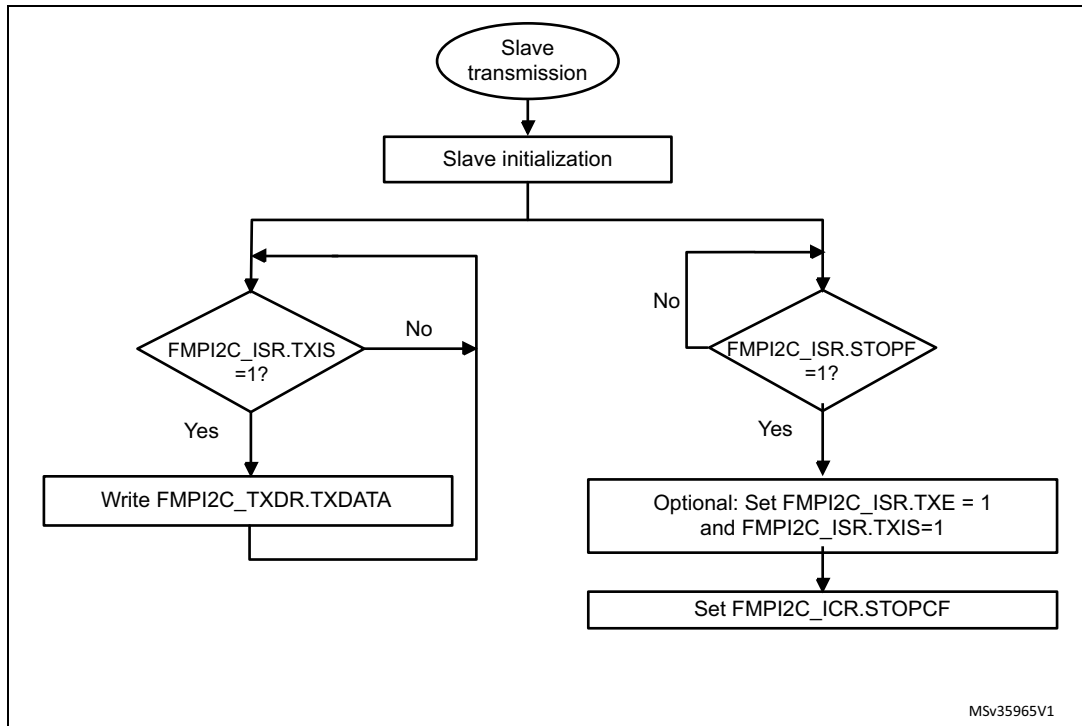 Slave
transmission
Slave initialization
No
FMPI2C_ISR.TXIS
=1?
Yes
Write FMPI2C_TXDR.TXDATA
No
FMPI2C_ISR.STOPF
=1?
Yes
Optional: Set FMPI2C_ISR.TXE = 1
and FMPI2C_ISR.TXIS=1
Set FMPI2C_ICR.STOPCF
MSv35965V1